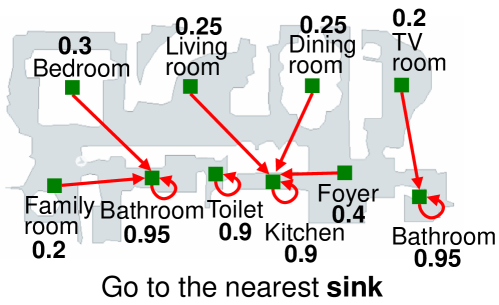 0.3
Bedroom
0.25
Living
room
0.25
Dining
room
0.2
TV
room
Family
room
0.2
Bathroom
0.95
Toilet
0.9
Kitchen
0.9
Foyer
0.4
Bathroom
0.95
Go to the nearest sink